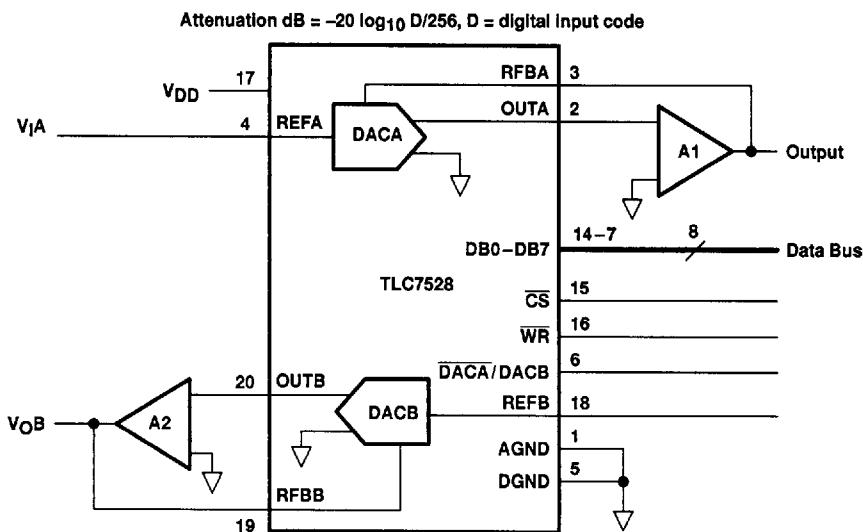 Attenuation dB = –20 log10 D/256, D = digital input code
17
VDD
RFBA 3
VIA
4 REFA
DACA
OUTA 2
A1
Output
DB0–DB7 14–7 8 Data Bus
TLC7528
CS 15
WR 16
DACA/DACB 6
20 OUTB
DACB
REFB 18
VOB
A2
AGND 1
DGND 5
RFBB
19